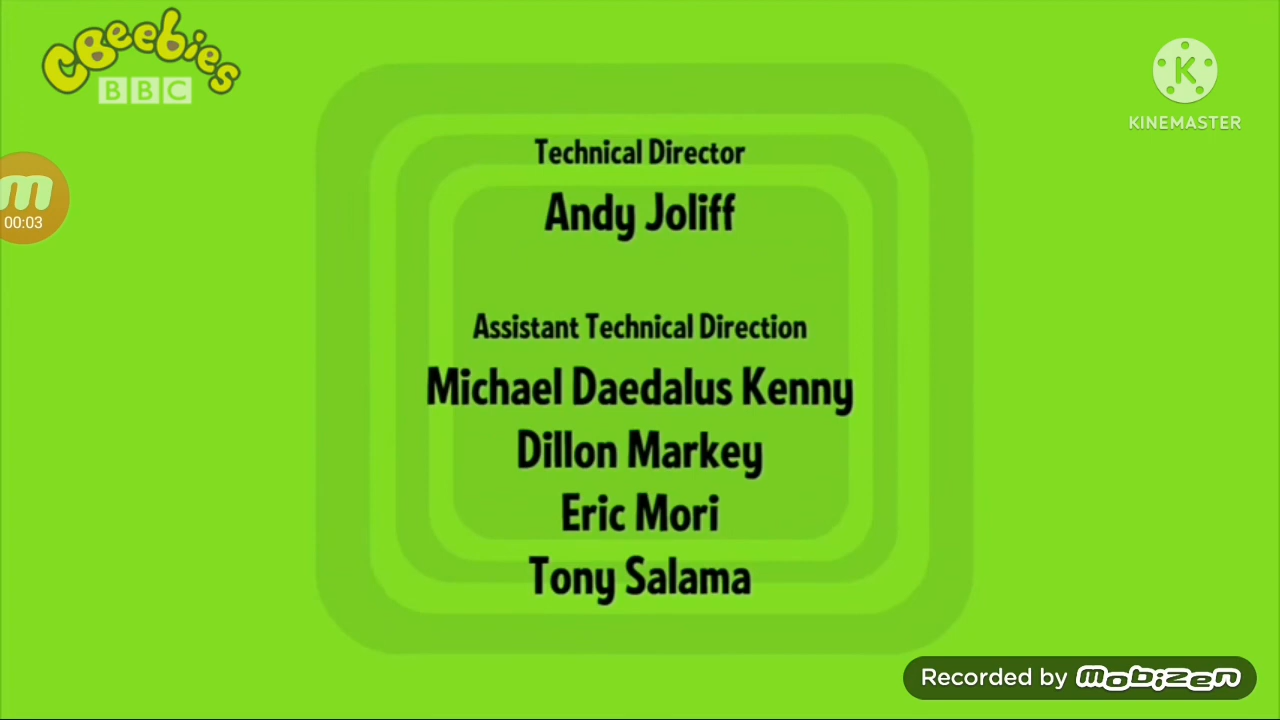 CBeebies
BBC
K
KINEMASTER
M
00:03
Technical Director
Andy Joliff
Assistant Technical Direction
Michael Daedalus Kenny
Dillon Markey
Eric Mori
Tony Salama
Recorded by mobizen